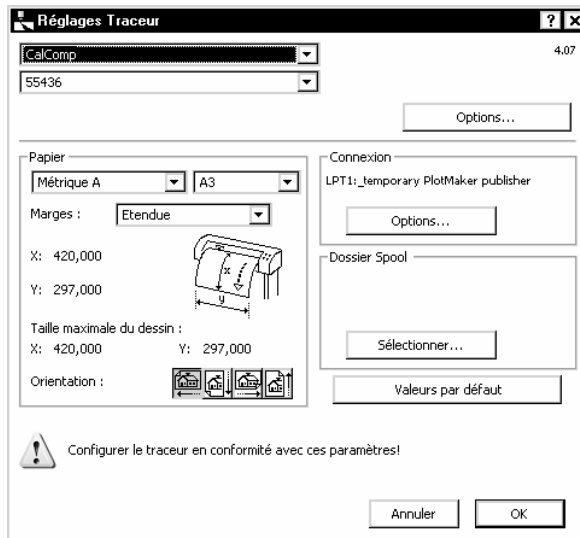 Réglages Traceur
CalComp
4.07
55436
Options...
Papier
Métrique A A3
Marges : Etendue
X: 420,000
Y: 297,000
x
y
Taille maximale du dessin :
X: 420,000 Y: 297,000
Orientation :
Connexion
LPT1:_temporary PlotMaker publisher
Options...
Dossier Spool
Sélectionner...
Valeurs par défaut
Configurer le traceur en conformité avec ces paramètres!
Annuler OK